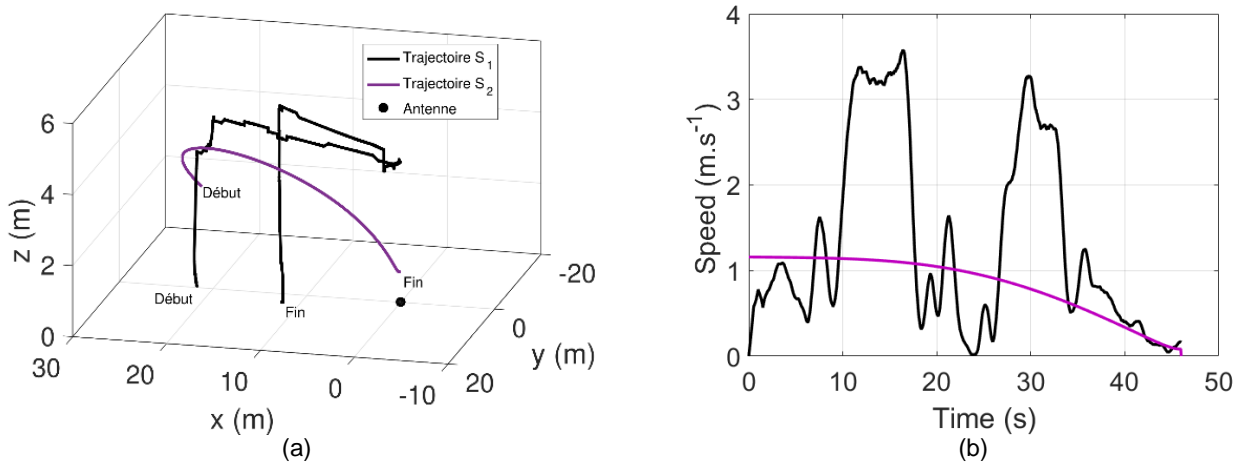 Trajectoire S1
Trajectoire S2
Antenne
6
4
2
0
z (m)
30
20
10
0
-10
x (m)
-20
0
20
y (m)
Début
Début
Fin
Fin
(a)
4
3
2
1
0
Speed (m.s-1)
0
10
20
30
40
50
Time (s)
(b)